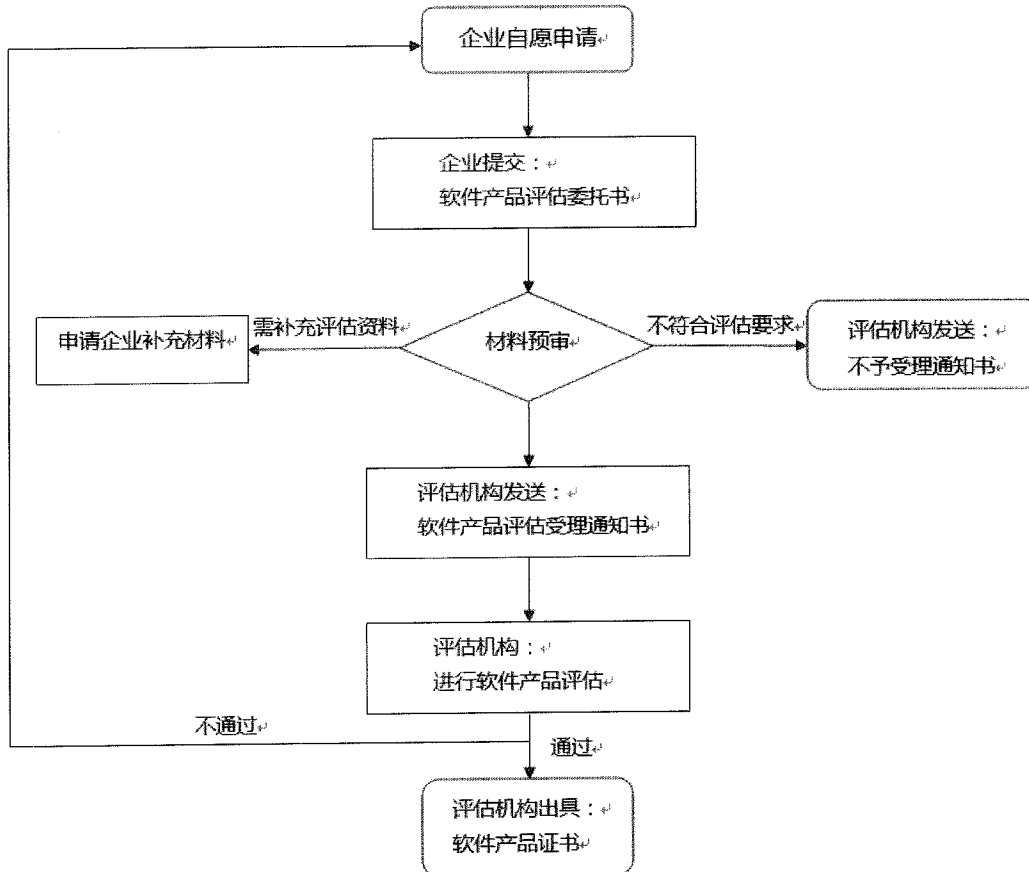 企业自愿申请
企业提交：
软件产品评估委托书
需补充评估资料
不符合评估要求
申请企业补充材料
材料预审
评估机构发送：
不予受理通知书
评估机构发送：
软件产品评估受理通知书
评估机构：
进行软件产品评估
不通过
通过
评估机构出具：
软件产品证书